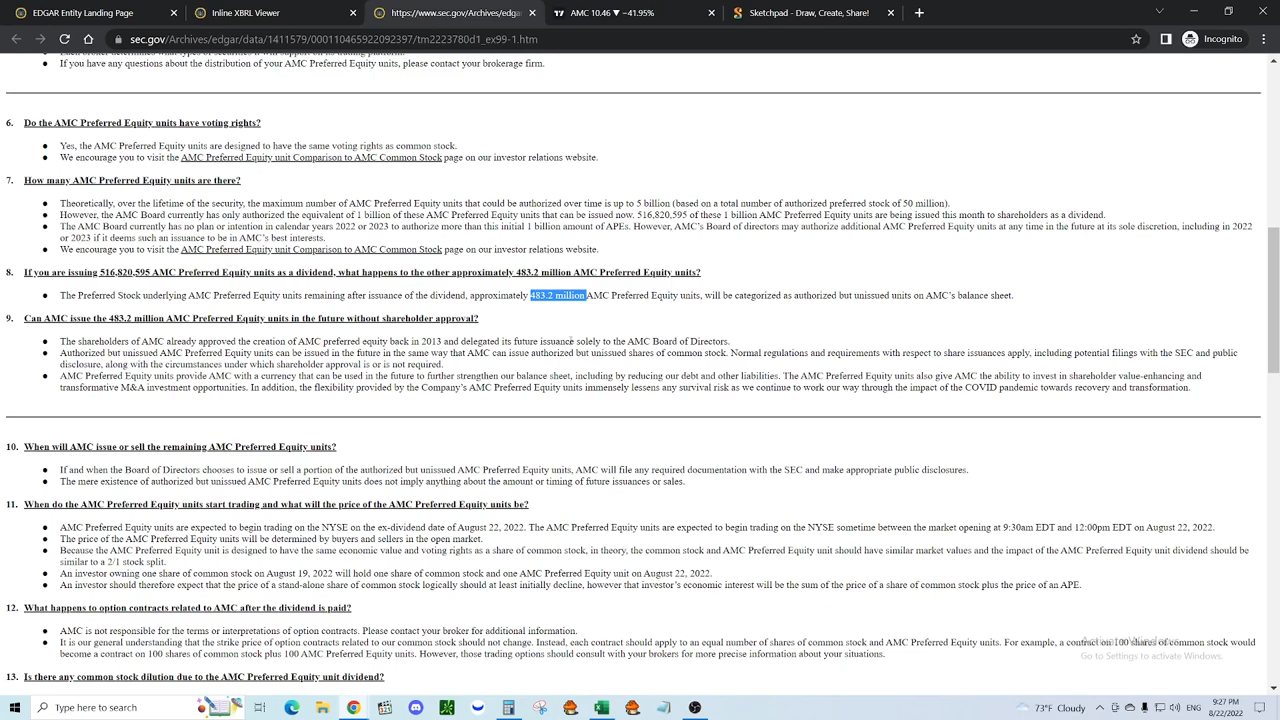 Company EDGAR Filings
Inline XBRL Viewer
https://www.sec.gov/Archives/edga
AMC 10.46 ▼ −41.95%
Sketchpad - Draw, Create, Share!
sec.gov/Archives/edgar/data/1411579/000110465922092397/tm2223780d1_ex99-1.htm
Incognito
If you have any questions about the distribution of your AMC Preferred Equity units, please contact your brokerage firm.
6. Do the AMC Preferred Equity units have voting rights?
Yes, the AMC Preferred Equity units are designed to have the same voting rights as common stock.
We encourage you to visit the AMC Preferred Equity unit Comparison to AMC Common Stock page on our investor relations website.
7. How many AMC Preferred Equity units are there?
Theoretically, over the lifetime of the security, the maximum number of AMC Preferred Equity units that could be authorized over time is up to 5 billion (based on a total number of authorized preferred stock of 50 million).
However, the AMC Board currently has only authorized the equivalent of 1 billion of these AMC Preferred Equity units that can be issued now. 516,820,595 of these 1 billion AMC Preferred Equity units are being issued this month to shareholders as a dividend.
The AMC Board currently has no plan or intention in calendar years 2022 or 2023 to authorize more than this initial 1 billion amount of APEs. However, AMC's Board of directors may authorize additional AMC Preferred Equity units at any time in the future at its sole discretion, including in 2022
or 2023 if it deems such an issuance to be in AMC's best interests.
We encourage you to visit the AMC Preferred Equity unit Comparison to AMC Common Stock page on our investor relations website.
8. If you are issuing 516,820,595 AMC Preferred Equity units as a dividend, what happens to the other approximately 483.2 million AMC Preferred Equity units?
The Preferred Stock underlying AMC Preferred Equity units remaining after issuance of the dividend, approximately 483.2 million AMC Preferred Equity units, will be categorized as authorized but unissued units on AMC's balance sheet.
9. Can AMC issue the 483.2 million AMC Preferred Equity units in the future without shareholder approval?
The shareholders of AMC already approved the creation of AMC preferred equity back in 2013 and delegated its future issuance solely to the AMC Board of Directors.
Authorized but unissued AMC Preferred Equity units can be issued in the future in the same way that AMC can issue authorized but unissued shares of common stock. Normal regulations and requirements with respect to share issuances apply, including potential filings with the SEC and public
disclosure, along with the circumstances under which shareholder approval is or is not required.
AMC Preferred Equity units provide AMC with a currency that can be used in the future to further strengthen our balance sheet, including by reducing our debt and other liabilities. The AMC Preferred Equity units also give AMC the ability to invest in shareholder value-enhancing and
transformative M&A investment opportunities. In addition, the flexibility provided by the Company's AMC Preferred Equity units immensely lessens any survival risk as we continue to work our way through the impact of the COVID pandemic towards recovery and transformation.
10. When will AMC issue or sell the remaining AMC Preferred Equity units?
If and when the Board of Directors chooses to issue or sell a portion of the authorized but unissued AMC Preferred Equity units, AMC will file any required documentation with the SEC and make appropriate public disclosures.
The mere existence of authorized but unissued AMC Preferred Equity units does not imply anything about the amount or timing of future issuances or sales.
11. When do the AMC Preferred Equity units start trading and what will the price of the AMC Preferred Equity units be?
AMC Preferred Equity units are expected to begin trading on the NYSE on the ex-dividend date of August 22, 2022. The AMC Preferred Equity units are expected to begin trading on the NYSE sometime between the market opening at 9:30am EDT and 12:00pm EDT on August 22, 2022.
The price of the AMC Preferred Equity units will be determined by buyers and sellers in the open market.
Because the AMC Preferred Equity unit is designed to have the same economic value and voting rights as a share of common stock, in theory, the common stock and AMC Preferred Equity unit should have similar market values and the impact of the AMC Preferred Equity unit dividend should be
similar to a 2/1 stock split.
An investor owning one share of common stock on August 19, 2022 will hold one share of common stock and one AMC Preferred Equity unit on August 22, 2022.
An investor should therefore expect that the price of a stand-alone share of common stock logically should at least initially decline, however that investor's economic interest will be the sum of the price of a share of common stock plus the price of an APE.
12. What happens to option contracts related to AMC after the dividend is paid?
AMC is not responsible for the terms or interpretations of option contracts. Please contact your broker for additional information.
It is our general understanding that the strike price of option contracts related to our common stock should not change. Instead, each contract should apply to an equal number of shares of common stock and AMC Preferred Equity units. For example, a contract on 100 shares of common stock would
become a contract on 100 shares of common stock plus 100 AMC Preferred Equity units. However, those trading options should consult with your brokers for more precise information about your situations.
13. Is there any common stock dilution due to the AMC Preferred Equity unit dividend?
Activate Windows
Go to Settings to activate Windows.
Type here to search
73°F Cloudy
9:27 PM
8/22/2022